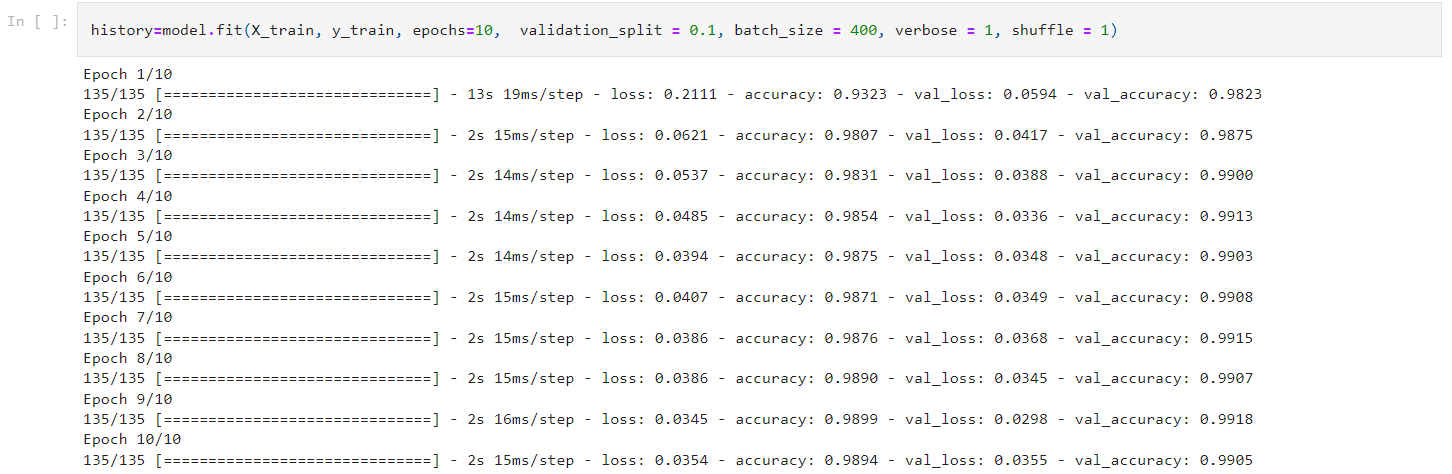 In [ ]: history=model.fit(X_train, y_train, epochs=10,  validation_split = 0.1, batch_size = 400, verbose = 1, shuffle = 1)
Epoch 1/10
135/135 [==============================] - 13s 19ms/step - loss: 0.2111 - accuracy: 0.9323 - val_loss: 0.0594 - val_accuracy: 0.9823
Epoch 2/10
135/135 [==============================] - 2s 15ms/step - loss: 0.0621 - accuracy: 0.9807 - val_loss: 0.0417 - val_accuracy: 0.9875
Epoch 3/10
135/135 [==============================] - 2s 14ms/step - loss: 0.0537 - accuracy: 0.9831 - val_loss: 0.0388 - val_accuracy: 0.9900
Epoch 4/10
135/135 [==============================] - 2s 14ms/step - loss: 0.0485 - accuracy: 0.9854 - val_loss: 0.0336 - val_accuracy: 0.9913
Epoch 5/10
135/135 [==============================] - 2s 14ms/step - loss: 0.0394 - accuracy: 0.9875 - val_loss: 0.0348 - val_accuracy: 0.9903
Epoch 6/10
135/135 [==============================] - 2s 15ms/step - loss: 0.0407 - accuracy: 0.9871 - val_loss: 0.0349 - val_accuracy: 0.9908
Epoch 7/10
135/135 [==============================] - 2s 15ms/step - loss: 0.0386 - accuracy: 0.9876 - val_loss: 0.0368 - val_accuracy: 0.9915
Epoch 8/10
135/135 [==============================] - 2s 15ms/step - loss: 0.0386 - accuracy: 0.9890 - val_loss: 0.0345 - val_accuracy: 0.9907
Epoch 9/10
135/135 [==============================] - 2s 16ms/step - loss: 0.0345 - accuracy: 0.9899 - val_loss: 0.0298 - val_accuracy: 0.9918
Epoch 10/10
135/135 [==============================] - 2s 15ms/step - loss: 0.0354 - accuracy: 0.9894 - val_loss: 0.0355 - val_accuracy: 0.9905